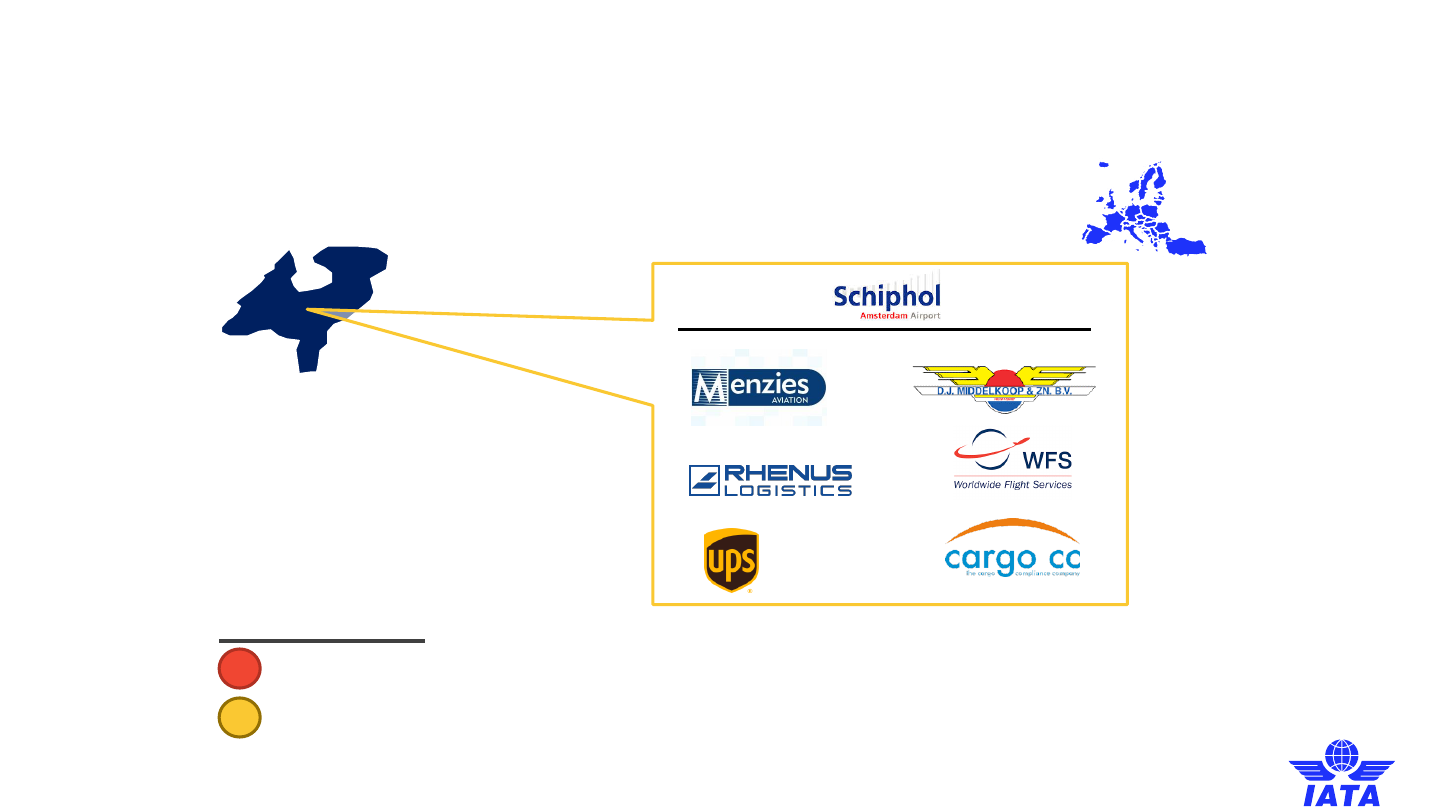 Schiphol
Amsterdam Airport
Menzies
AVIATION
D.J. MIDDELKOOP & ZN. B.V.
WFS
Worldwide Flight Services
RHENUS
LOGISTICS
ups
cargo cc
the cargo compliance company
IATA